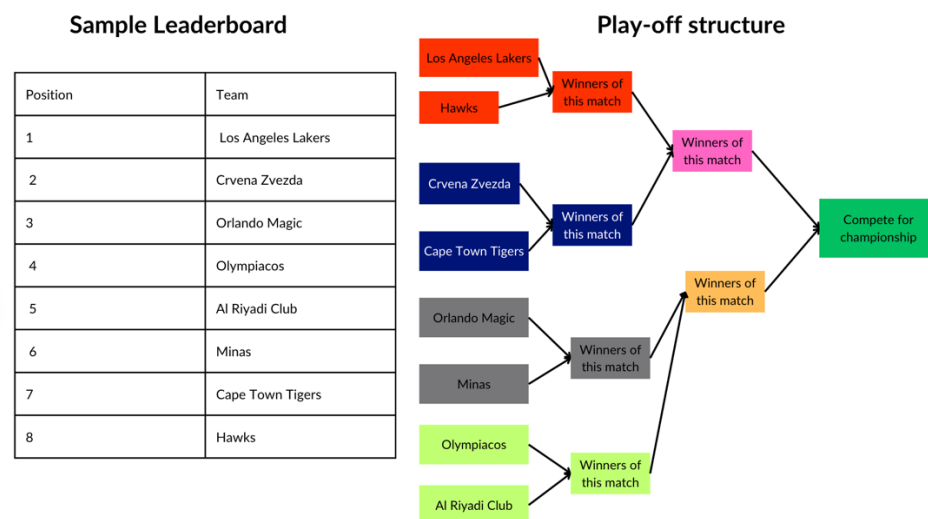 Sample Leaderboard
Position Team
1 Los Angeles Lakers
2 Crvena Zvezda
3 Orlando Magic
4 Olympiacos
5 Al Riyadi Club
6 Minas
7 Cape Town Tigers
8 Hawks
Play-off structure
Los Angeles Lakers
Hawks
Winners of
this match
Crvena Zvezda
Cape Town Tigers
Winners of
this match
Winners of
this match
Orlando Magic
Minas
Winners of
this match
Olympiacos
Al Riyadi Club
Winners of
this match
Winners of
this match
Compete for
championship